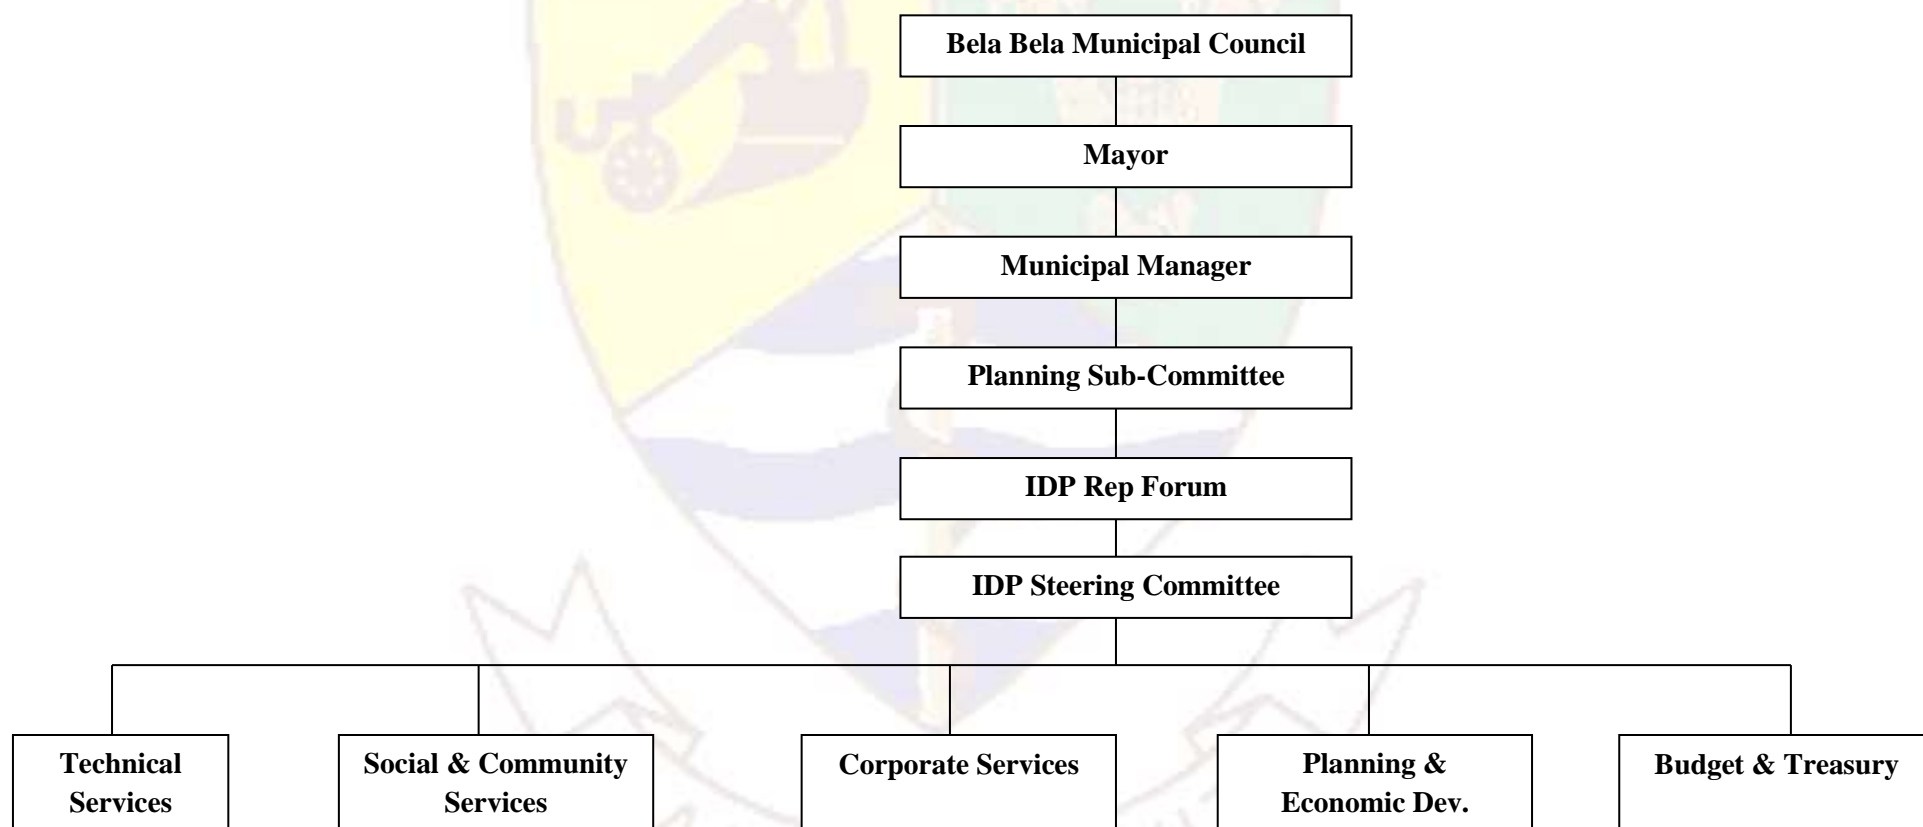 Bela Bela Municipal Council
Mayor
Municipal Manager
Planning Sub-Committee
IDP Rep Forum
IDP Steering Committee
Technical
Services
Social & Community
Services
Corporate Services
Planning &
Economic Dev.
Budget & Treasury